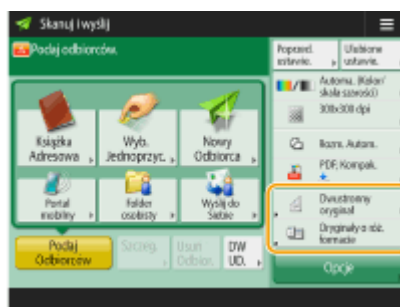 Skanuj i wyślij
Podaj odbiorców.
Poprzed. ustawie.
Ulubione ustawie.
Automa. (Kolor/
skala szarości)
300x300 dpi
Książka
Adresowa
Wyb.
Jednoprzyc.
Nowy
Odbiorca
Rozm. Autom.
PDF; Kompak.
Portal
mobilny
Folder
osobisty
Wyślij do
Siebie
Dwustronny
oryginał
Oryginały o róż.
formacie
Podaj
Odbiorców
Szczeg.
Usuń
Odbior.
DW
UD.
Opcje